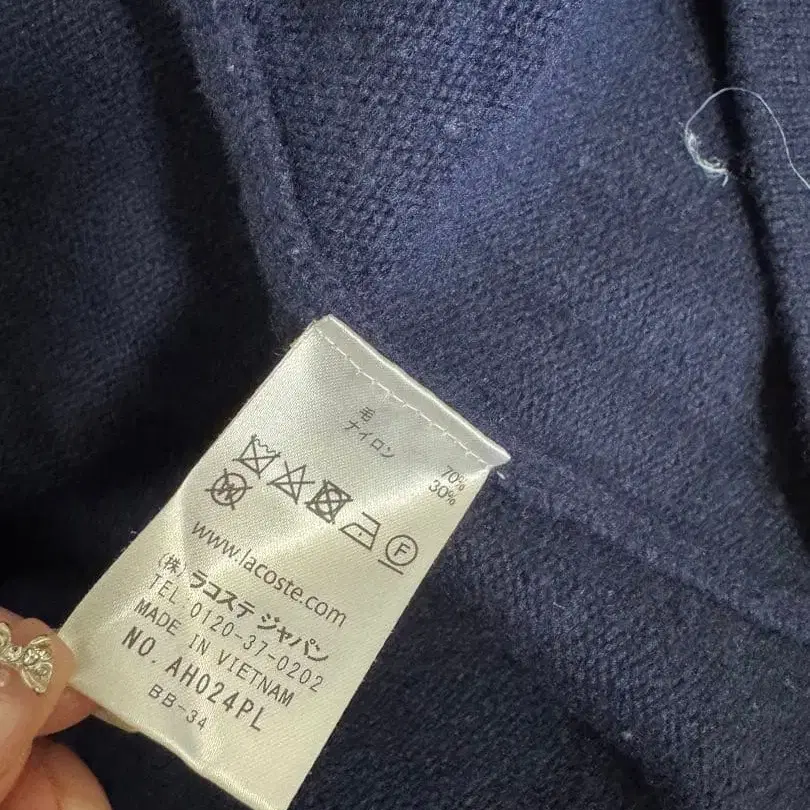 毛 70%
ナイロン 30%
F
W
www.lacoste.com
(株) ラコステ ジャパン
TEL 0120-37-0202
MADE IN VIETNAM
NO. AH024PL
BB-34